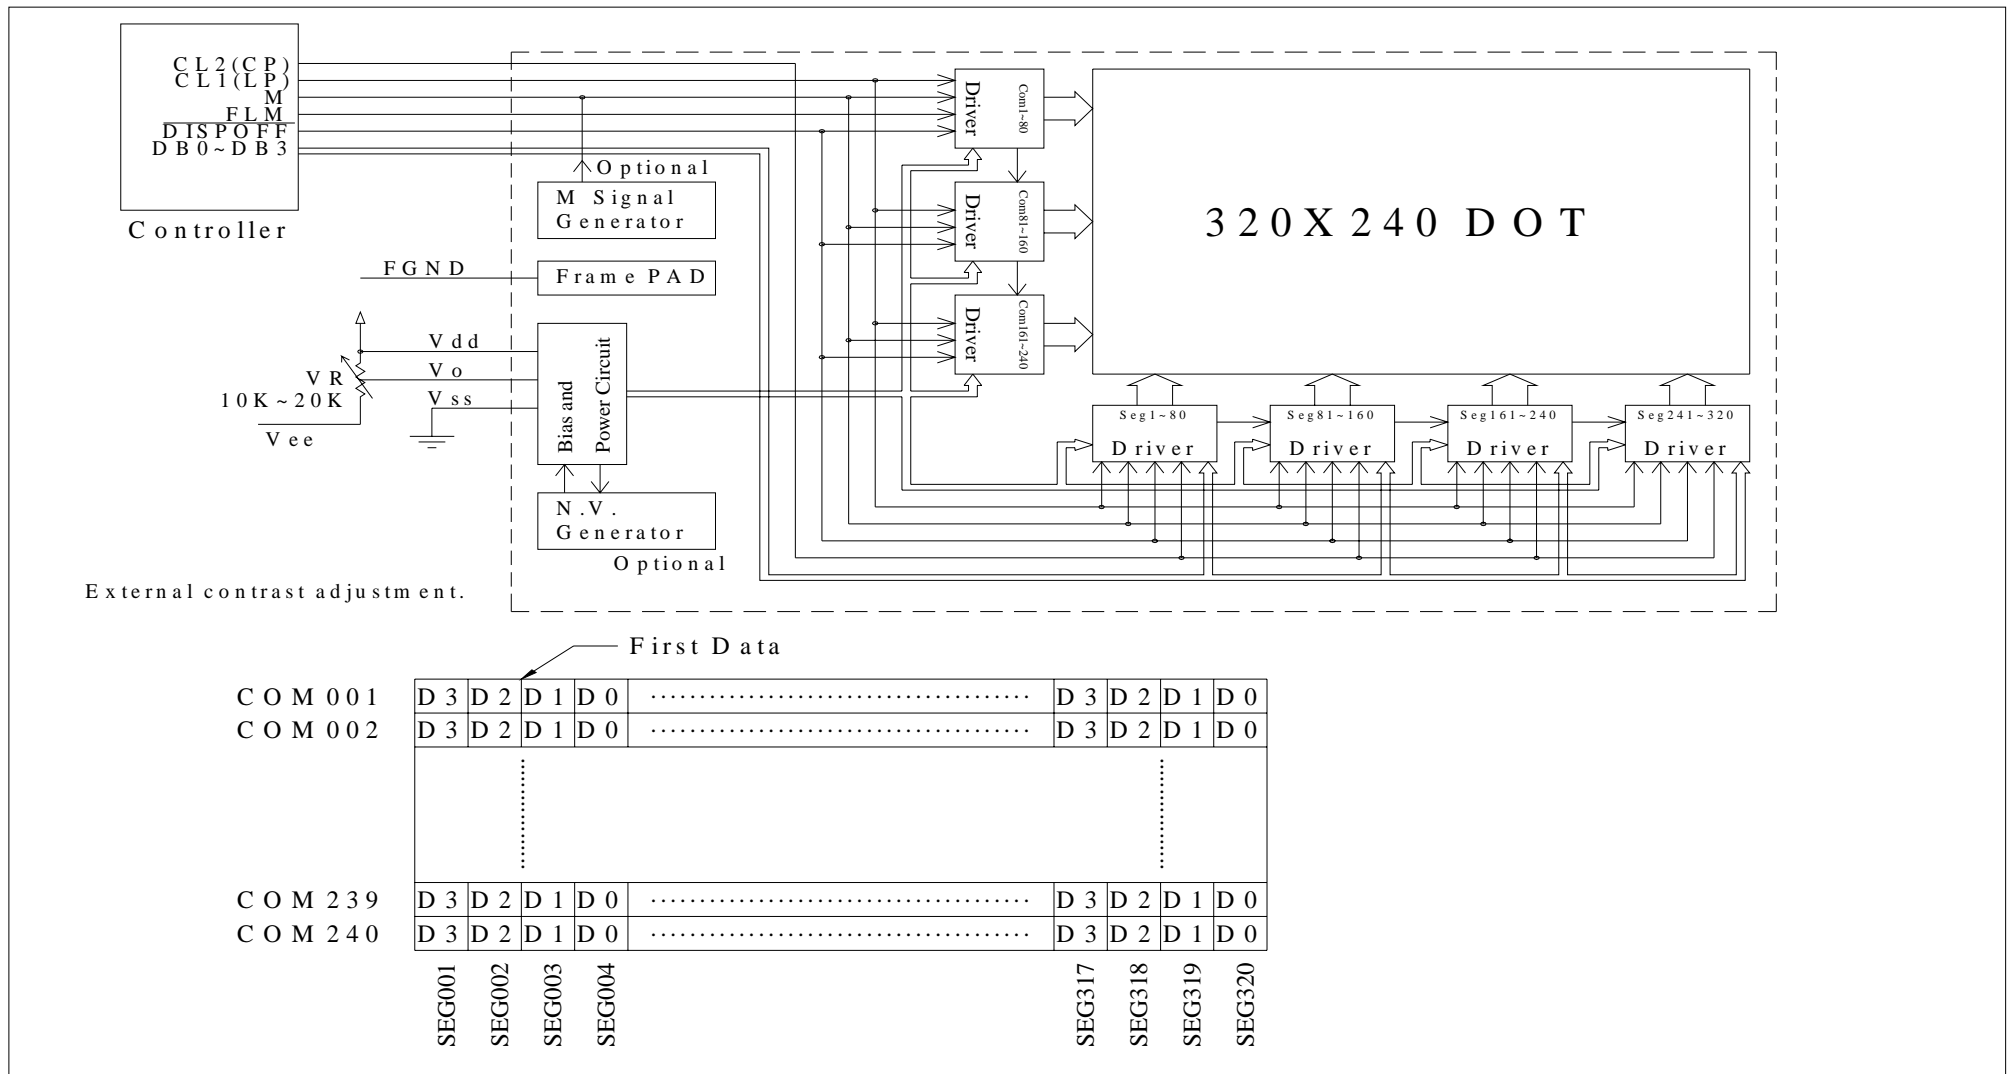 CL2(CP)
CL1(LP)
M
FLM
DISPOFF
DB0~DB3
Controller
Optional
M Signal
Generator
FGND
Frame PAD
Vdd
Vo
Vss
VR
10K~20K
Vee
Bias and
Power Circuit
N.V.
Generator
Optional
External contrast adjustment.
Driver
Com1~80
Driver
Com81~160
Driver
Com161~240
320X240 DOT
Seg1~80
Driver
Seg81~160
Driver
Seg161~240
Driver
Seg241~320
Driver
First Data
COM001 D3 D2 D1 D0 ······································· D3 D2 D1 D0
COM002 D3 D2 D1 D0 ······································· D3 D2 D1 D0
COM239 D3 D2 D1 D0 ······································· D3 D2 D1 D0
COM240 D3 D2 D1 D0 ······································· D3 D2 D1 D0
SEG001
SEG002
SEG003
SEG004
SEG317
SEG318
SEG319
SEG320